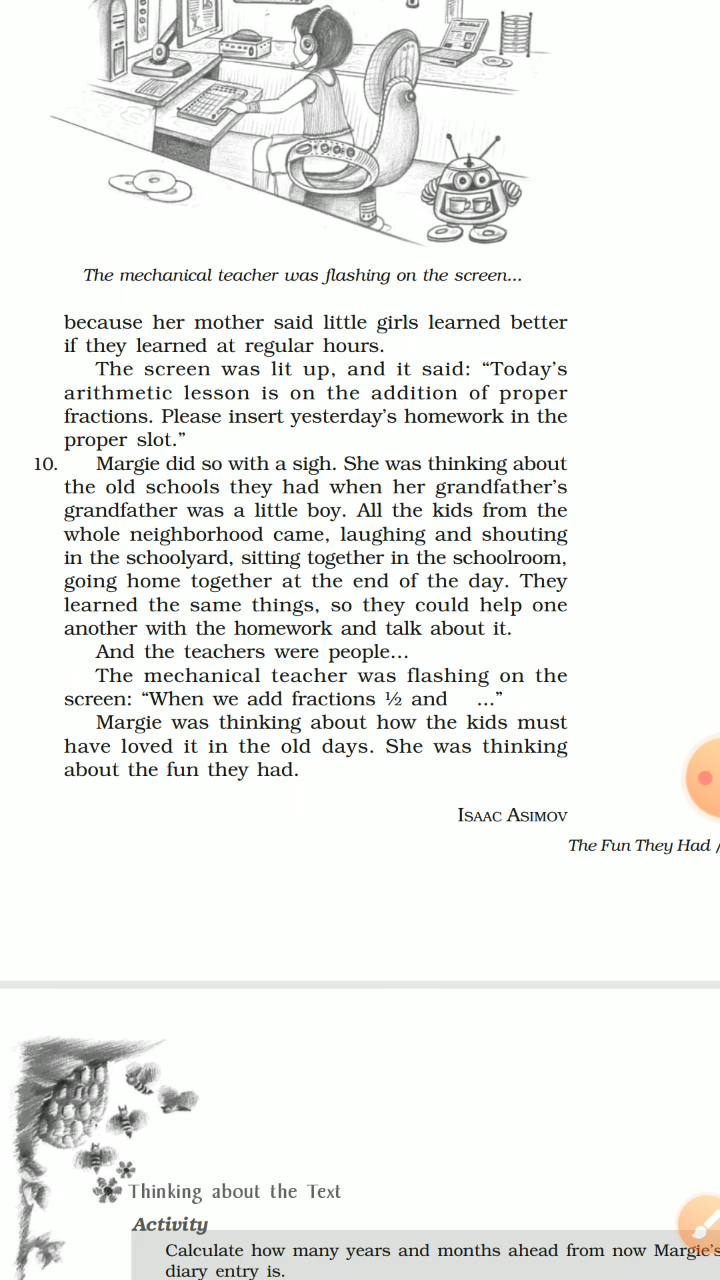 The mechanical teacher was flashing on the screen...
because her mother said little girls learned better
if they learned at regular hours.
The screen was lit up, and it said: “Today’s
arithmetic lesson is on the addition of proper
fractions. Please insert yesterday’s homework in the
proper slot.”
10. Margie did so with a sigh. She was thinking about
the old schools they had when her grandfather’s
grandfather was a little boy. All the kids from the
whole neighborhood came, laughing and shouting
in the schoolyard, sitting together in the schoolroom,
going home together at the end of the day. They
learned the same things, so they could help one
another with the homework and talk about it.
And the teachers were people...
The mechanical teacher was flashing on the
screen: “When we add fractions ½ and ...”
Margie was thinking about how the kids must
have loved it in the old days. She was thinking
about the fun they had.
ISAAC ASIMOV
The Fun They Had /
Thinking about the Text
Activity
Calculate how many years and months ahead from now Margie’s
diary entry is.